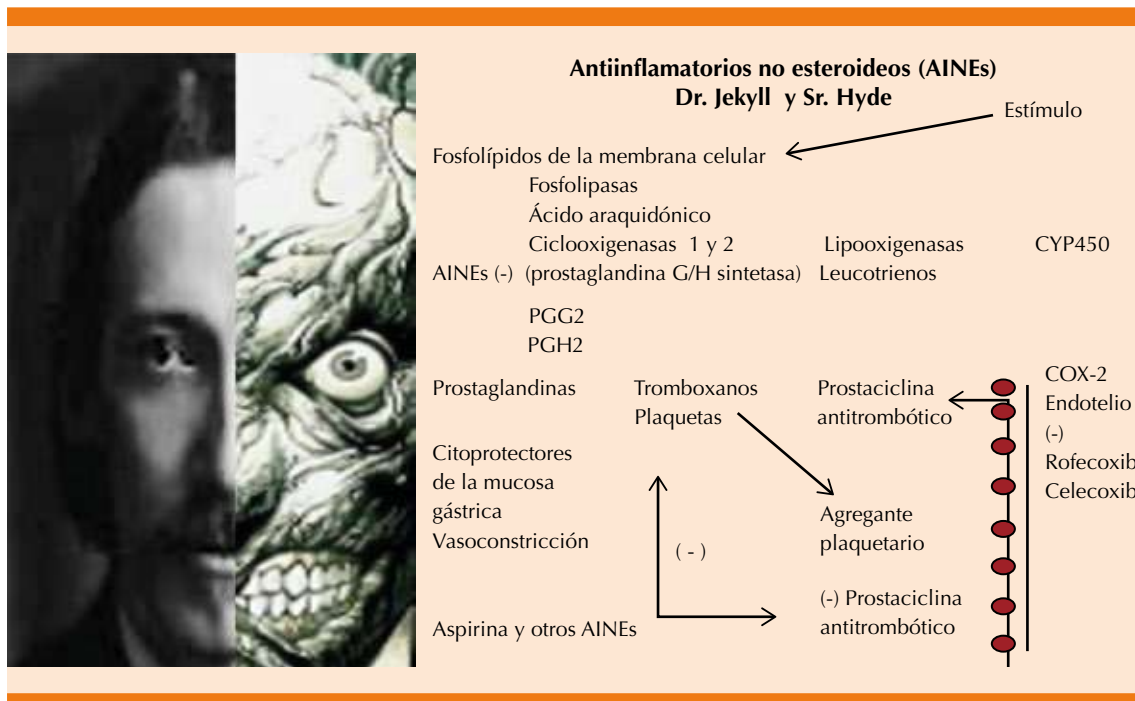 Antiinflamatorios no esteroideos (AINEs)
Dr. Jekyll y Sr. Hyde
Estímulo
Fosfolípidos de la membrana celular
Fosfolipasas
Ácido araquidónico
Ciclooxigenasas 1 y 2 Lipooxigenasas CYP450
AINEs (-) (prostaglandina G/H sintetasa) Leucotrienos
PGG2
PGH2
Prostaglandinas Tromboxanos Prostaciclina COX-2
Plaquetas antitrombótico Endotelio
(-)
Citoprotectores Rofecoxib
de la mucosa Celecoxib
gástrica Agregante
Vasoconstricción plaquetario
( - )
(-) Prostaciclina
Aspirina y otros AINEs antitrombótico